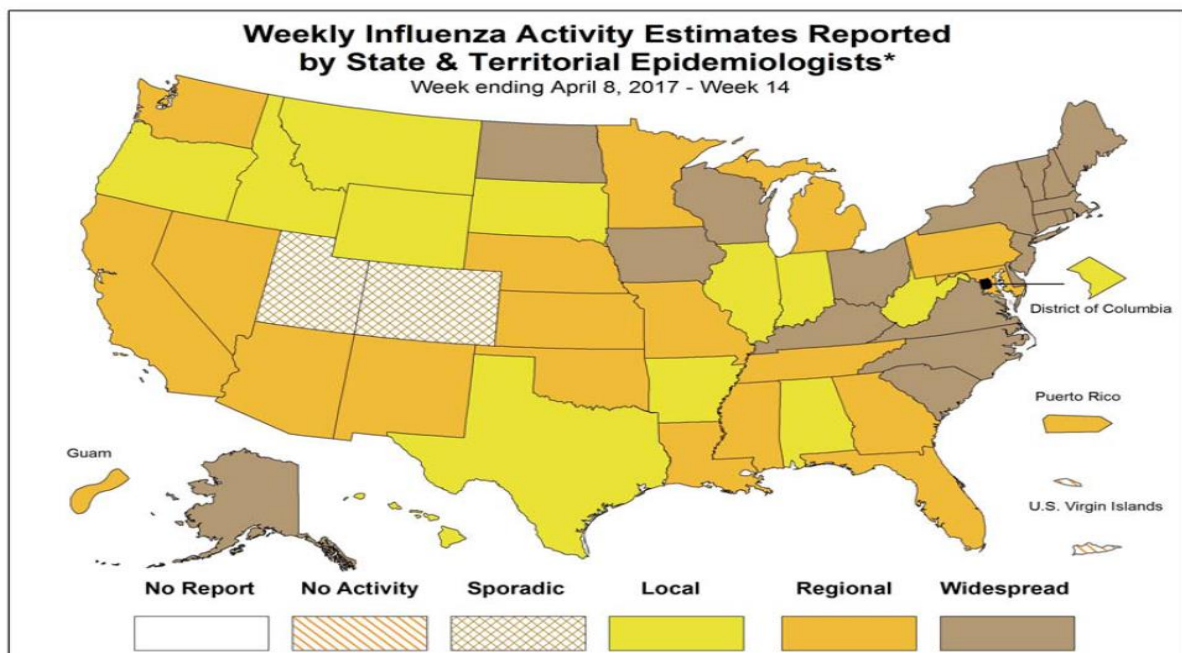 Weekly Influenza Activity Estimates Reported
by State & Territorial Epidemiologists*
Week ending April 8, 2017 - Week 14
District of Columbia
Puerto Rico
Guam
U.S. Virgin Islands
No Report No Activity Sporadic Local Regional Widespread